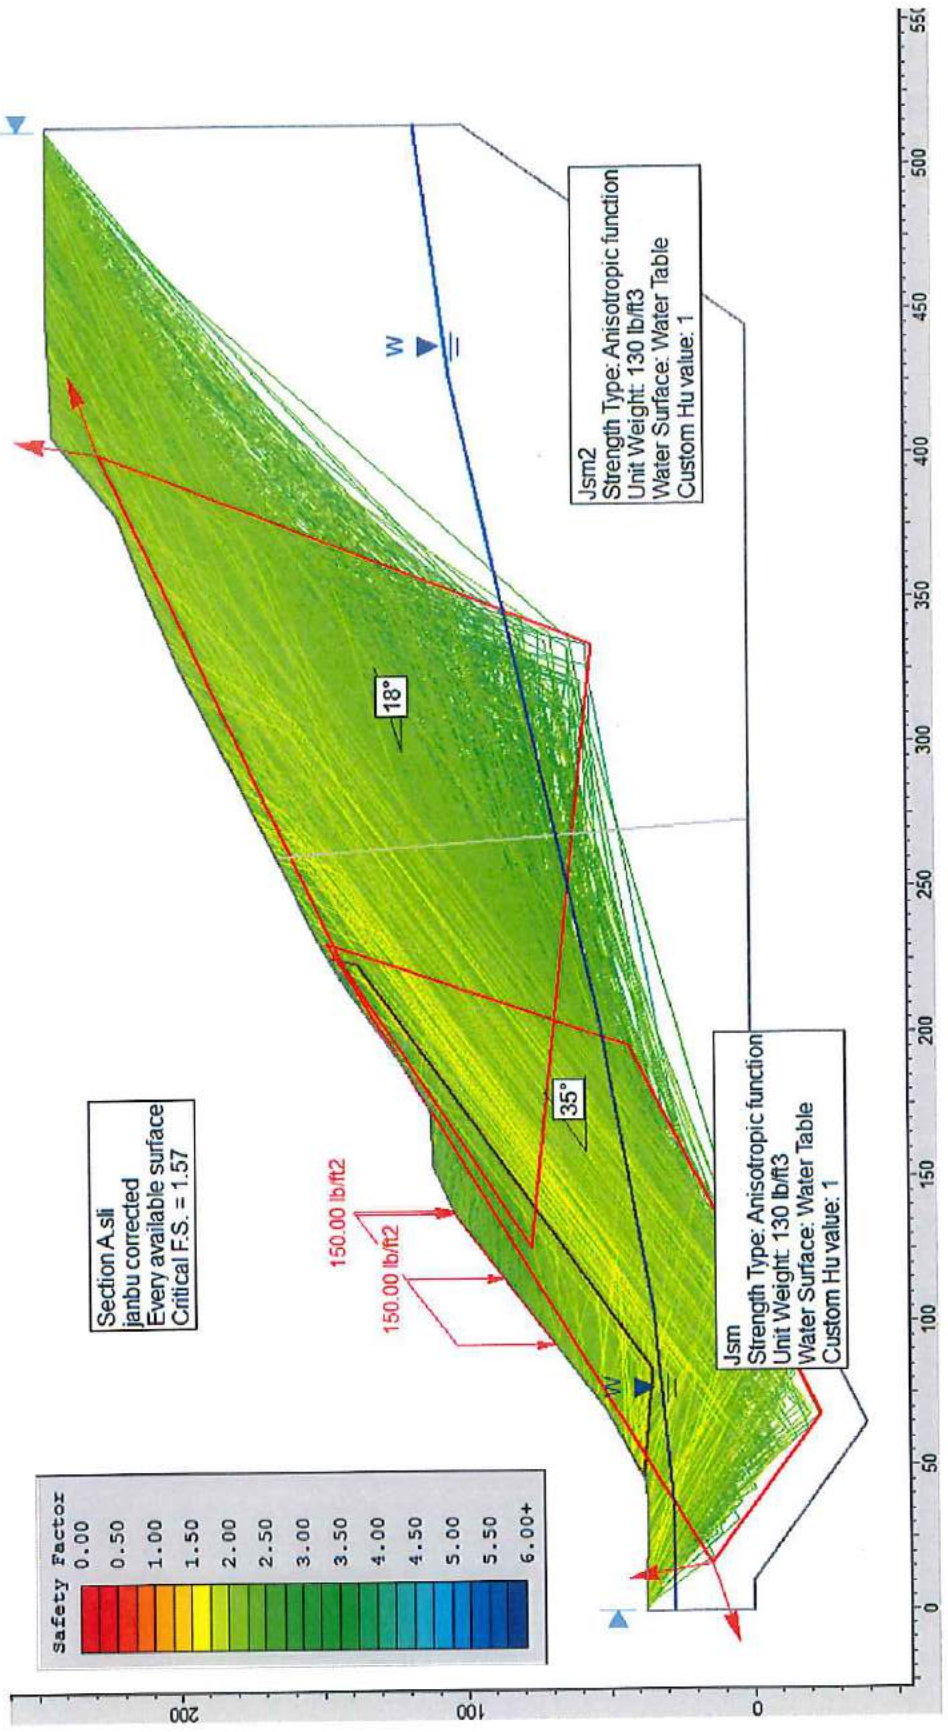 Safety Factor
0.00
0.50
1.00
1.50
2.00
2.50
3.00
3.50
4.00
4.50
5.00
5.50
6.00+
Section A.sli
janbu corrected
Every available surface
Critical F.S. = 1.57
150.00 lb/ft2
150.00 lb/ft2
W
W
18°
35°
Jsm2
Strength Type: Anisotropic function
Unit Weight: 130 lb/ft3
Water Surface: Water Table
Custom Hu value: 1
Jsm
Strength Type: Anisotropic function
Unit Weight: 130 lb/ft3
Water Surface: Water Table
Custom Hu value: 1
200
100
0
0
50
100
150
200
250
300
350
400
450
500